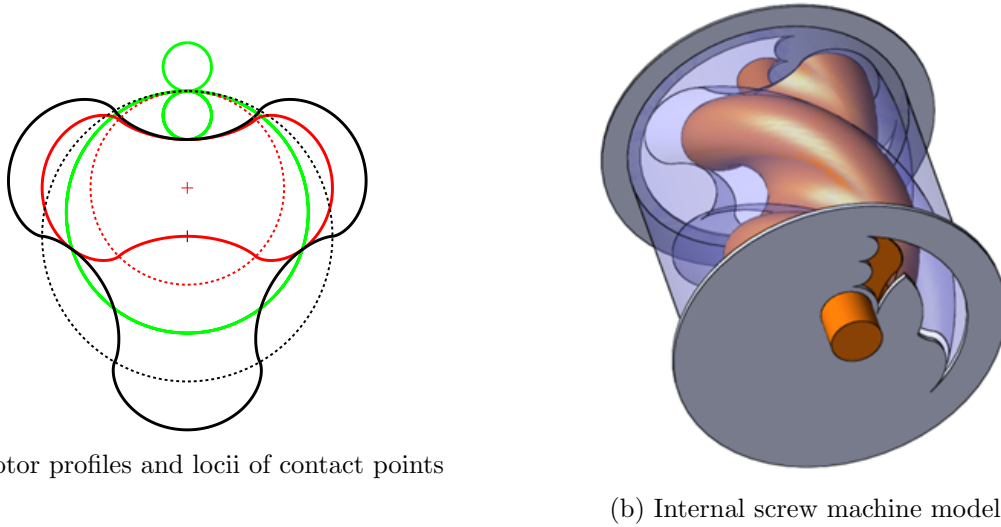 otor profiles and locii of contact points
(b) Internal screw machine model